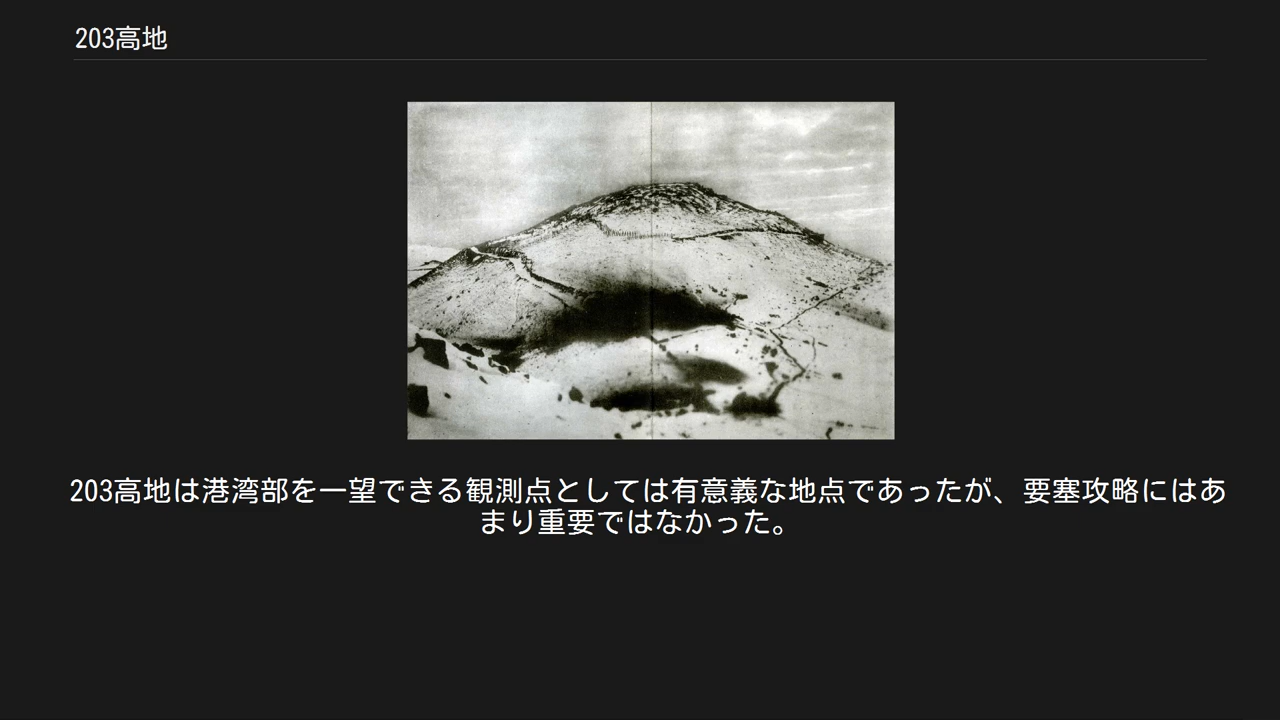 203高地
203高地は港湾部を一望できる観測点としては有意義な地点であったが、要塞攻略にはあ
まり重要ではなかった。